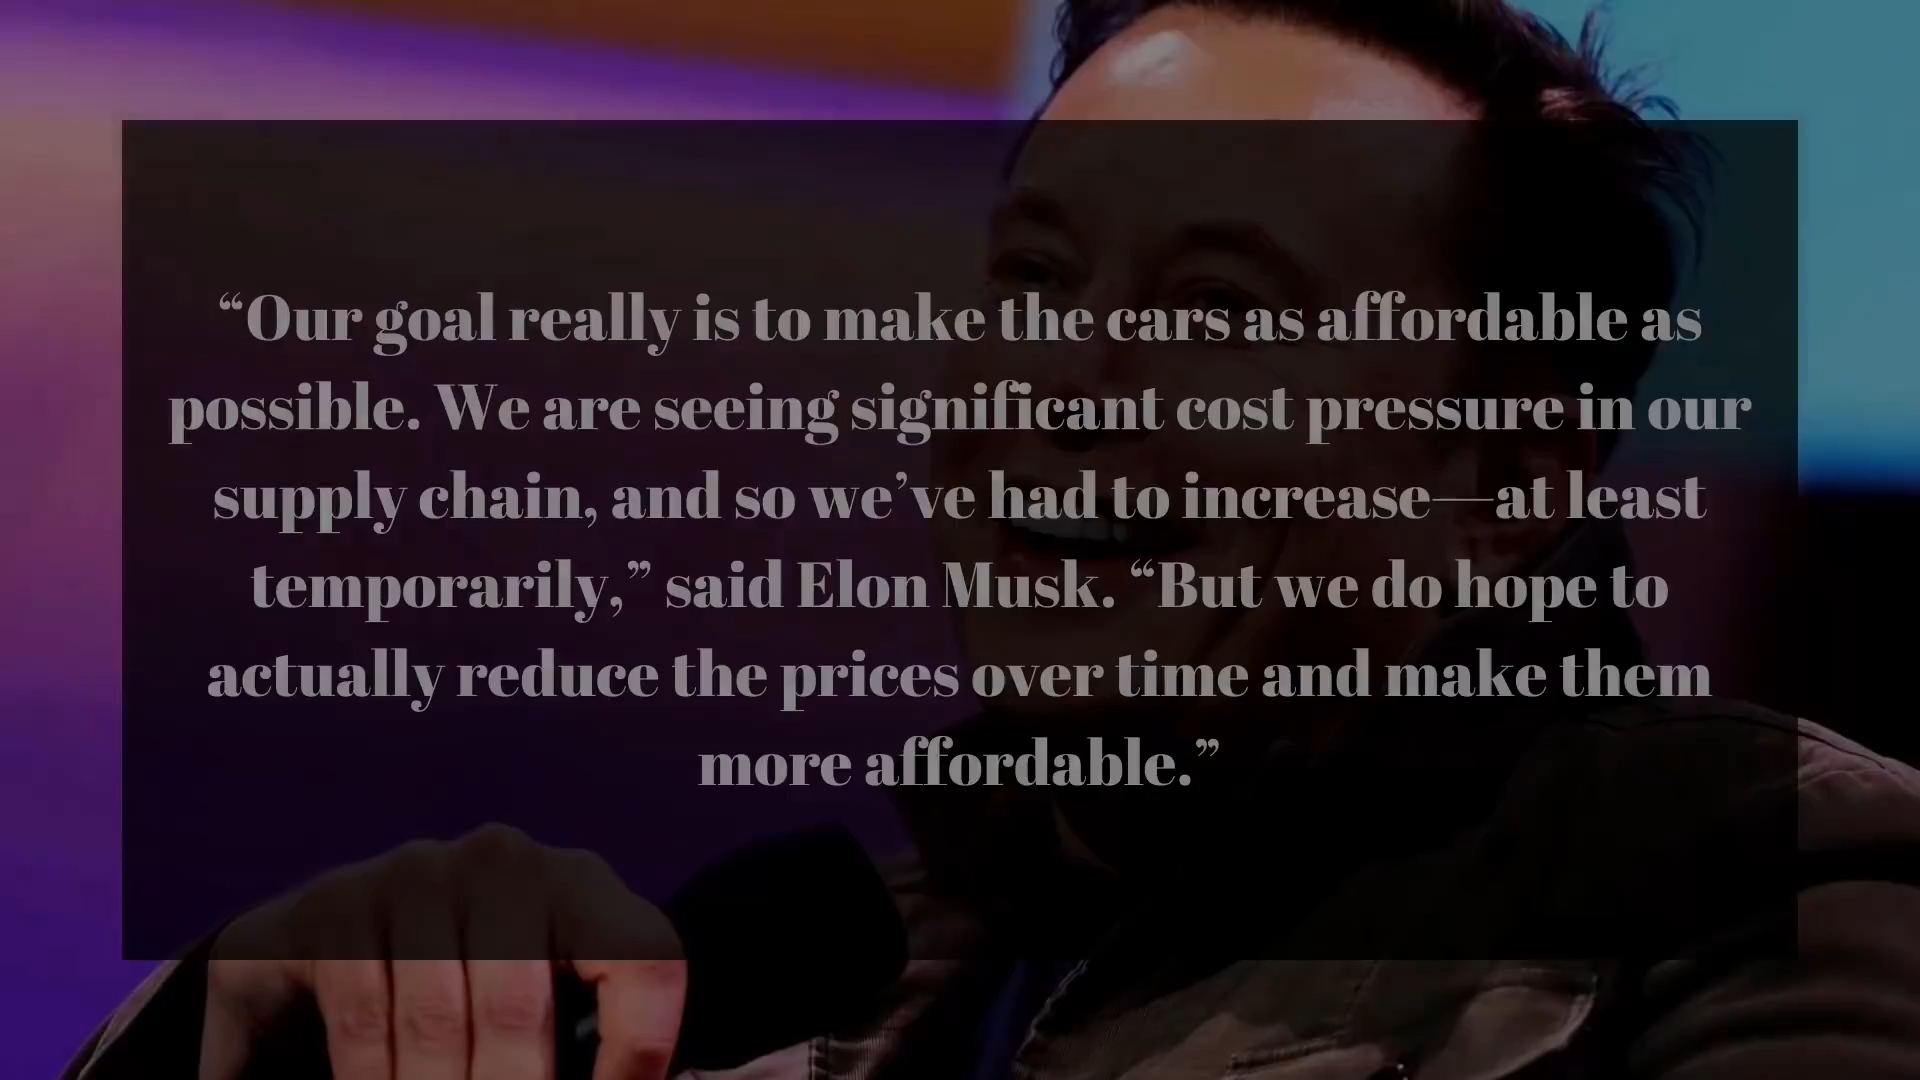 “Our goal really is to make the cars as affordable as
possible. We are seeing significant cost pressure in our
supply chain, and so we’ve had to increase—at least
temporarily,” said Elon Musk. “But we do hope to
actually reduce the prices over time and make them
more affordable.”